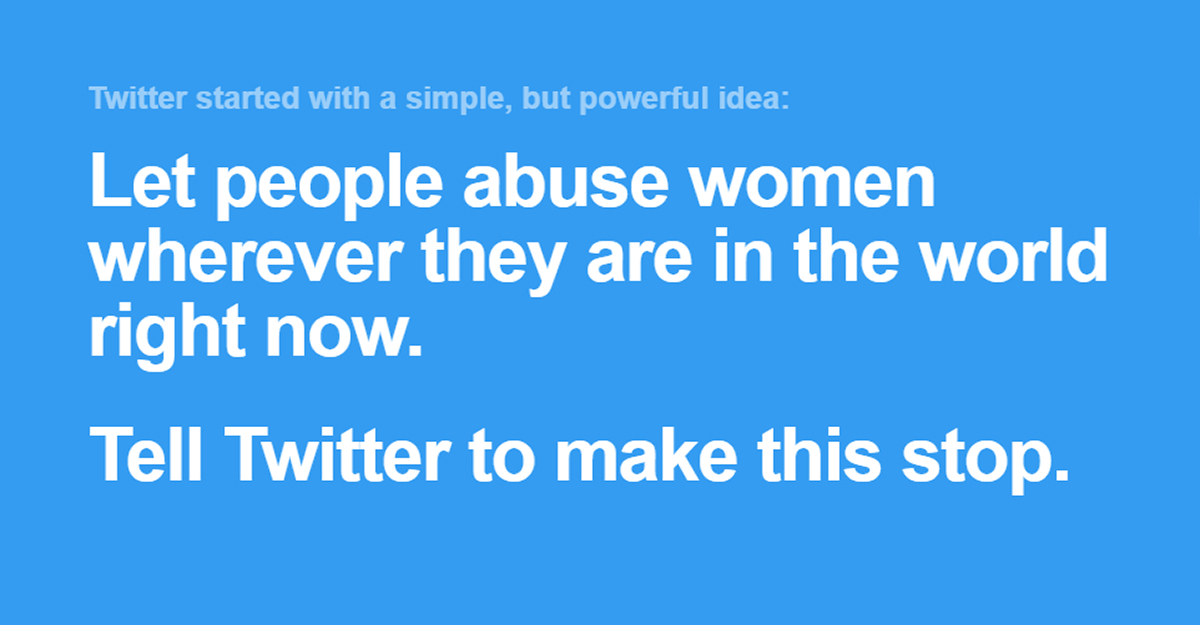 Twitter started with a simple, but powerful idea:
Let people abuse women
wherever they are in the world
right now.
Tell Twitter to make this stop.